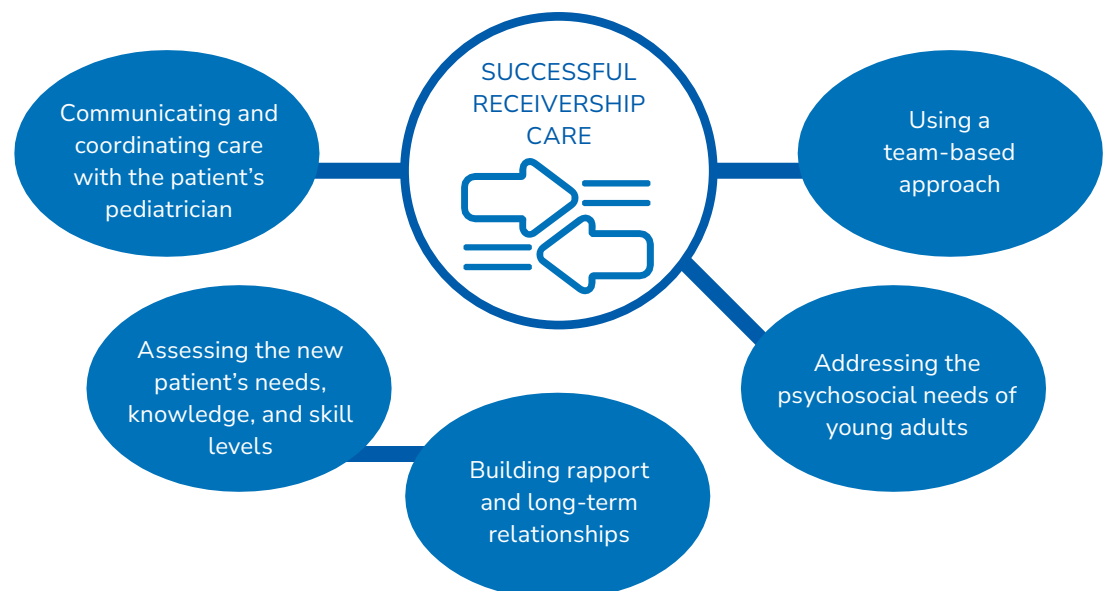 SUCCESSFUL
RECEIVERSHIP
CARE
Communicating and
coordinating care
with the patient’s
pediatrician
Using a
team-based
approach
Assessing the new
patient’s needs,
knowledge, and skill
levels
Addressing the
psychosocial needs of
young adults
Building rapport
and long-term
relationships